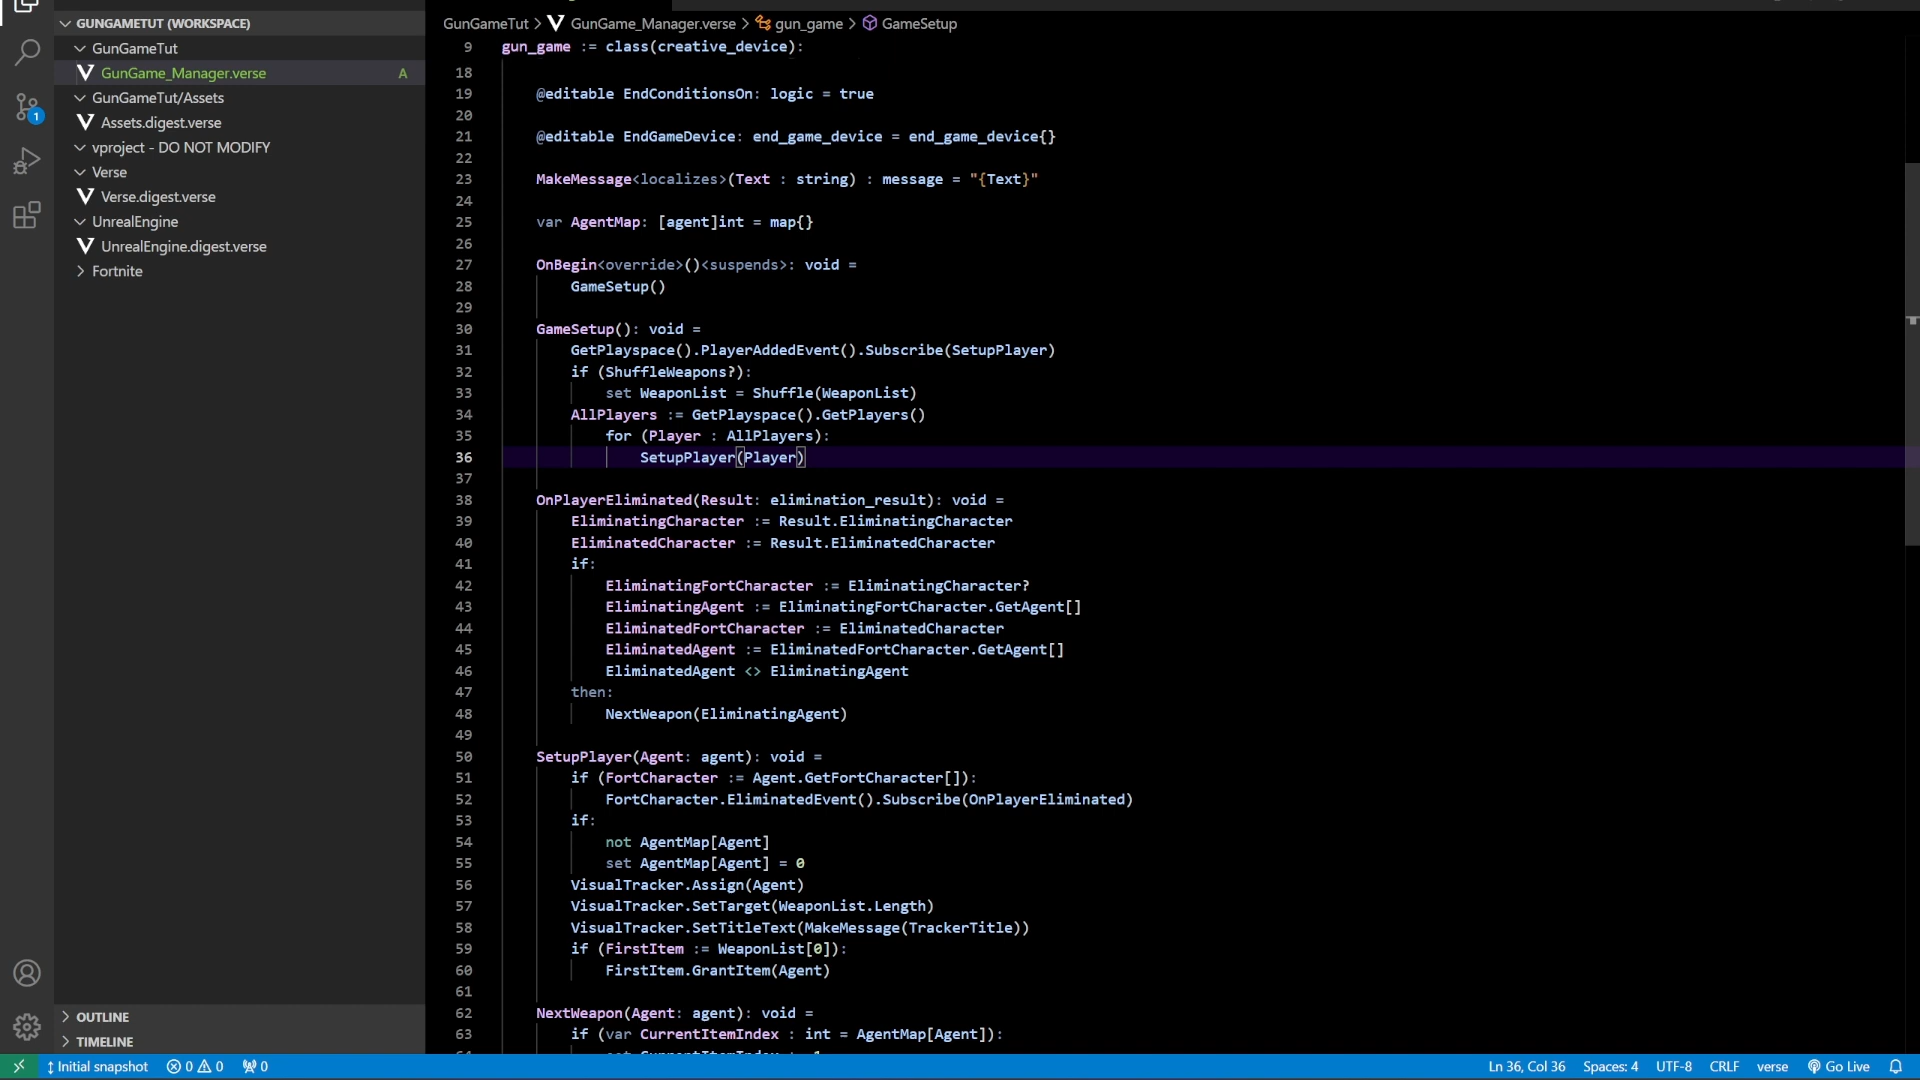 GUNGAMETUT (WORKSPACE)
GunGameTut
GunGame_Manager.verse A
GunGameTut/Assets
Assets.digest.verse
vproject - DO NOT MODIFY
Verse
Verse.digest.verse
UnrealEngine
UnrealEngine.digest.verse
Fortnite
OUTLINE
TIMELINE
1
GunGameTut > GunGame_Manager.verse > gun_game > GameSetup
9 gun_game := class(creative_device):
18
19 @editable EndConditionsOn: logic = true
20
21 @editable EndGameDevice: end_game_device = end_game_device{}
22
23 MakeMessage<localizes>(Text : string) : message = "{Text}"
24
25 var AgentMap: [agent]int = map{}
26
27 OnBegin<override>()<suspends>: void =
28 GameSetup()
29
30 GameSetup(): void =
31 GetPlayspace().PlayerAddedEvent().Subscribe(SetupPlayer)
32 if (ShuffleWeapons?):
33 set WeaponList = Shuffle(WeaponList)
34 AllPlayers := GetPlayspace().GetPlayers()
35 for (Player : AllPlayers):
36 SetupPlayer(Player)
37
38 OnPlayerEliminated(Result: elimination_result): void =
39 EliminatingCharacter := Result.EliminatingCharacter
40 EliminatedCharacter := Result.EliminatedCharacter
41 if:
42 EliminatingFortCharacter := EliminatingCharacter?
43 EliminatingAgent := EliminatingFortCharacter.GetAgent[]
44 EliminatedFortCharacter := EliminatedCharacter
45 EliminatedAgent := EliminatedFortCharacter.GetAgent[]
46 EliminatedAgent <> EliminatingAgent
47 then:
48 NextWeapon(EliminatingAgent)
49
50 SetupPlayer(Agent: agent): void =
51 if (FortCharacter := Agent.GetFortCharacter[]):
52 FortCharacter.EliminatedEvent().Subscribe(OnPlayerEliminated)
53 if:
54 not AgentMap[Agent]
55 set AgentMap[Agent] = 0
56 VisualTracker.Assign(Agent)
57 VisualTracker.SetTarget(WeaponList.Length)
58 VisualTracker.SetTitleText(MakeMessage(TrackerTitle))
59 if (FirstItem := WeaponList[0]):
60 FirstItem.GrantItem(Agent)
61
62 NextWeapon(Agent: agent): void =
63 if (var CurrentItemIndex : int = AgentMap[Agent]):
Initial snapshot 0 0 0 Ln 36, Col 36 Spaces: 4 UTF-8 CRLF verse Go Live